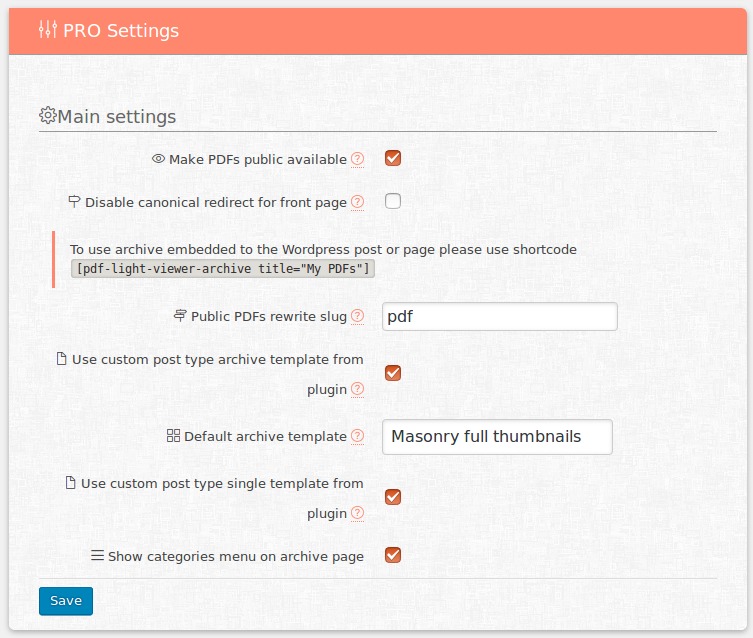 PRO Settings
Main settings
Make PDFs public available ?
Disable canonical redirect for front page ?
To use archive embedded to the Wordpress post or page please use shortcode
[pdf-light-viewer-archive title="My PDFs"]
Public PDFs rewrite slug ? pdf
Use custom post type archive template from
plugin ?
Default archive template ? Masonry full thumbnails
Use custom post type single template from
plugin ?
Show categories menu on archive page
Save